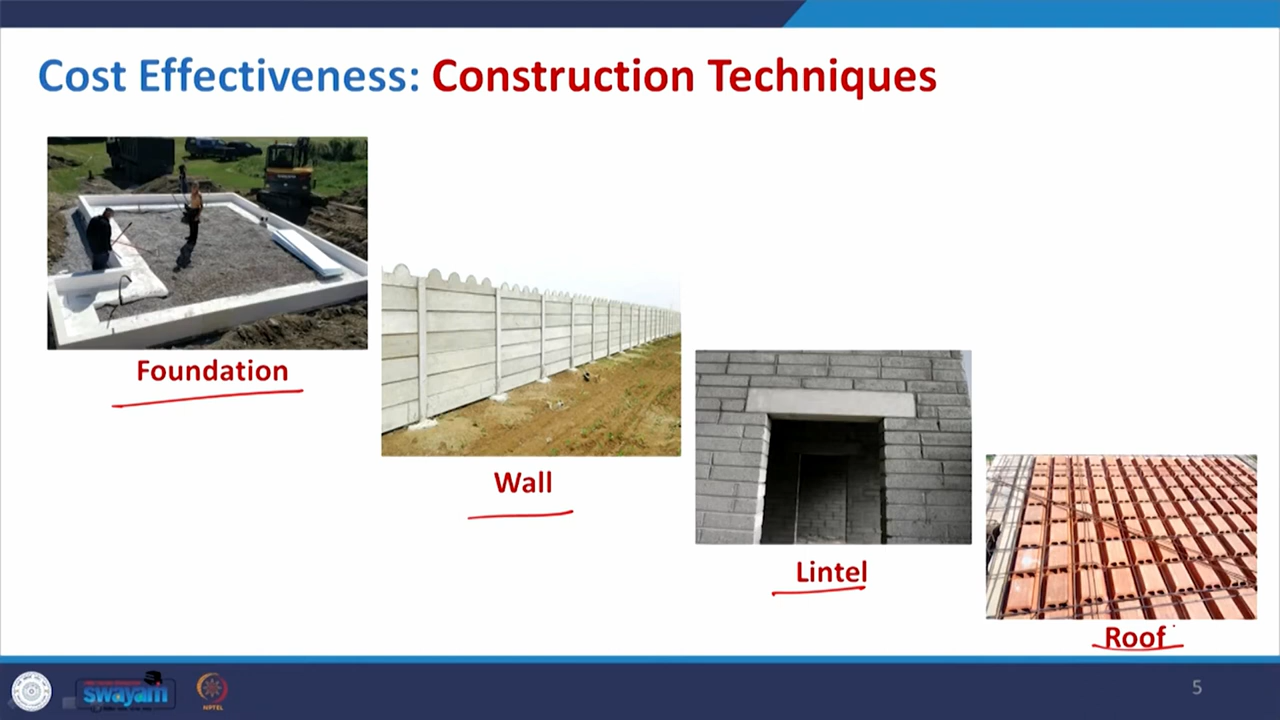 Cost Effectiveness: Construction Techniques
Foundation
Wall
Lintel
Roof
swayam
NPTEL
5